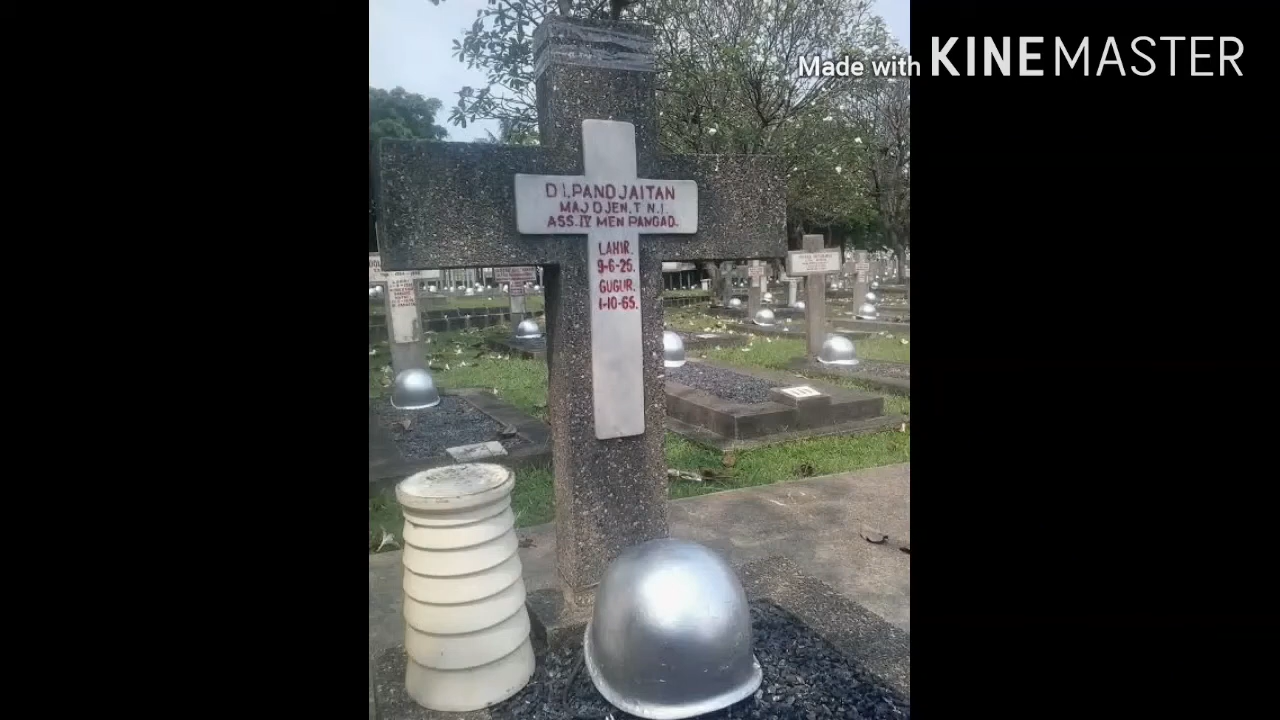 Made with KINEMASTER
D I. PANDJAITAN
MAJ DJEN. T N. I.
ASS. IV MEN PANGAD.
LAHIR.
9-6-25.
GUGUR.
1-10-65.